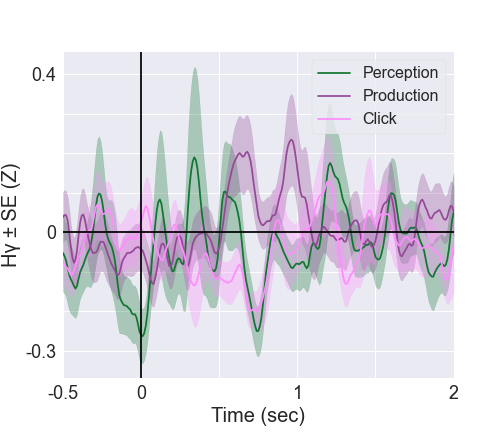 Perception
Production
Click
0.4
0
-0.3
Hγ ± SE (Z)
-0.5
0
1
2
Time (sec)